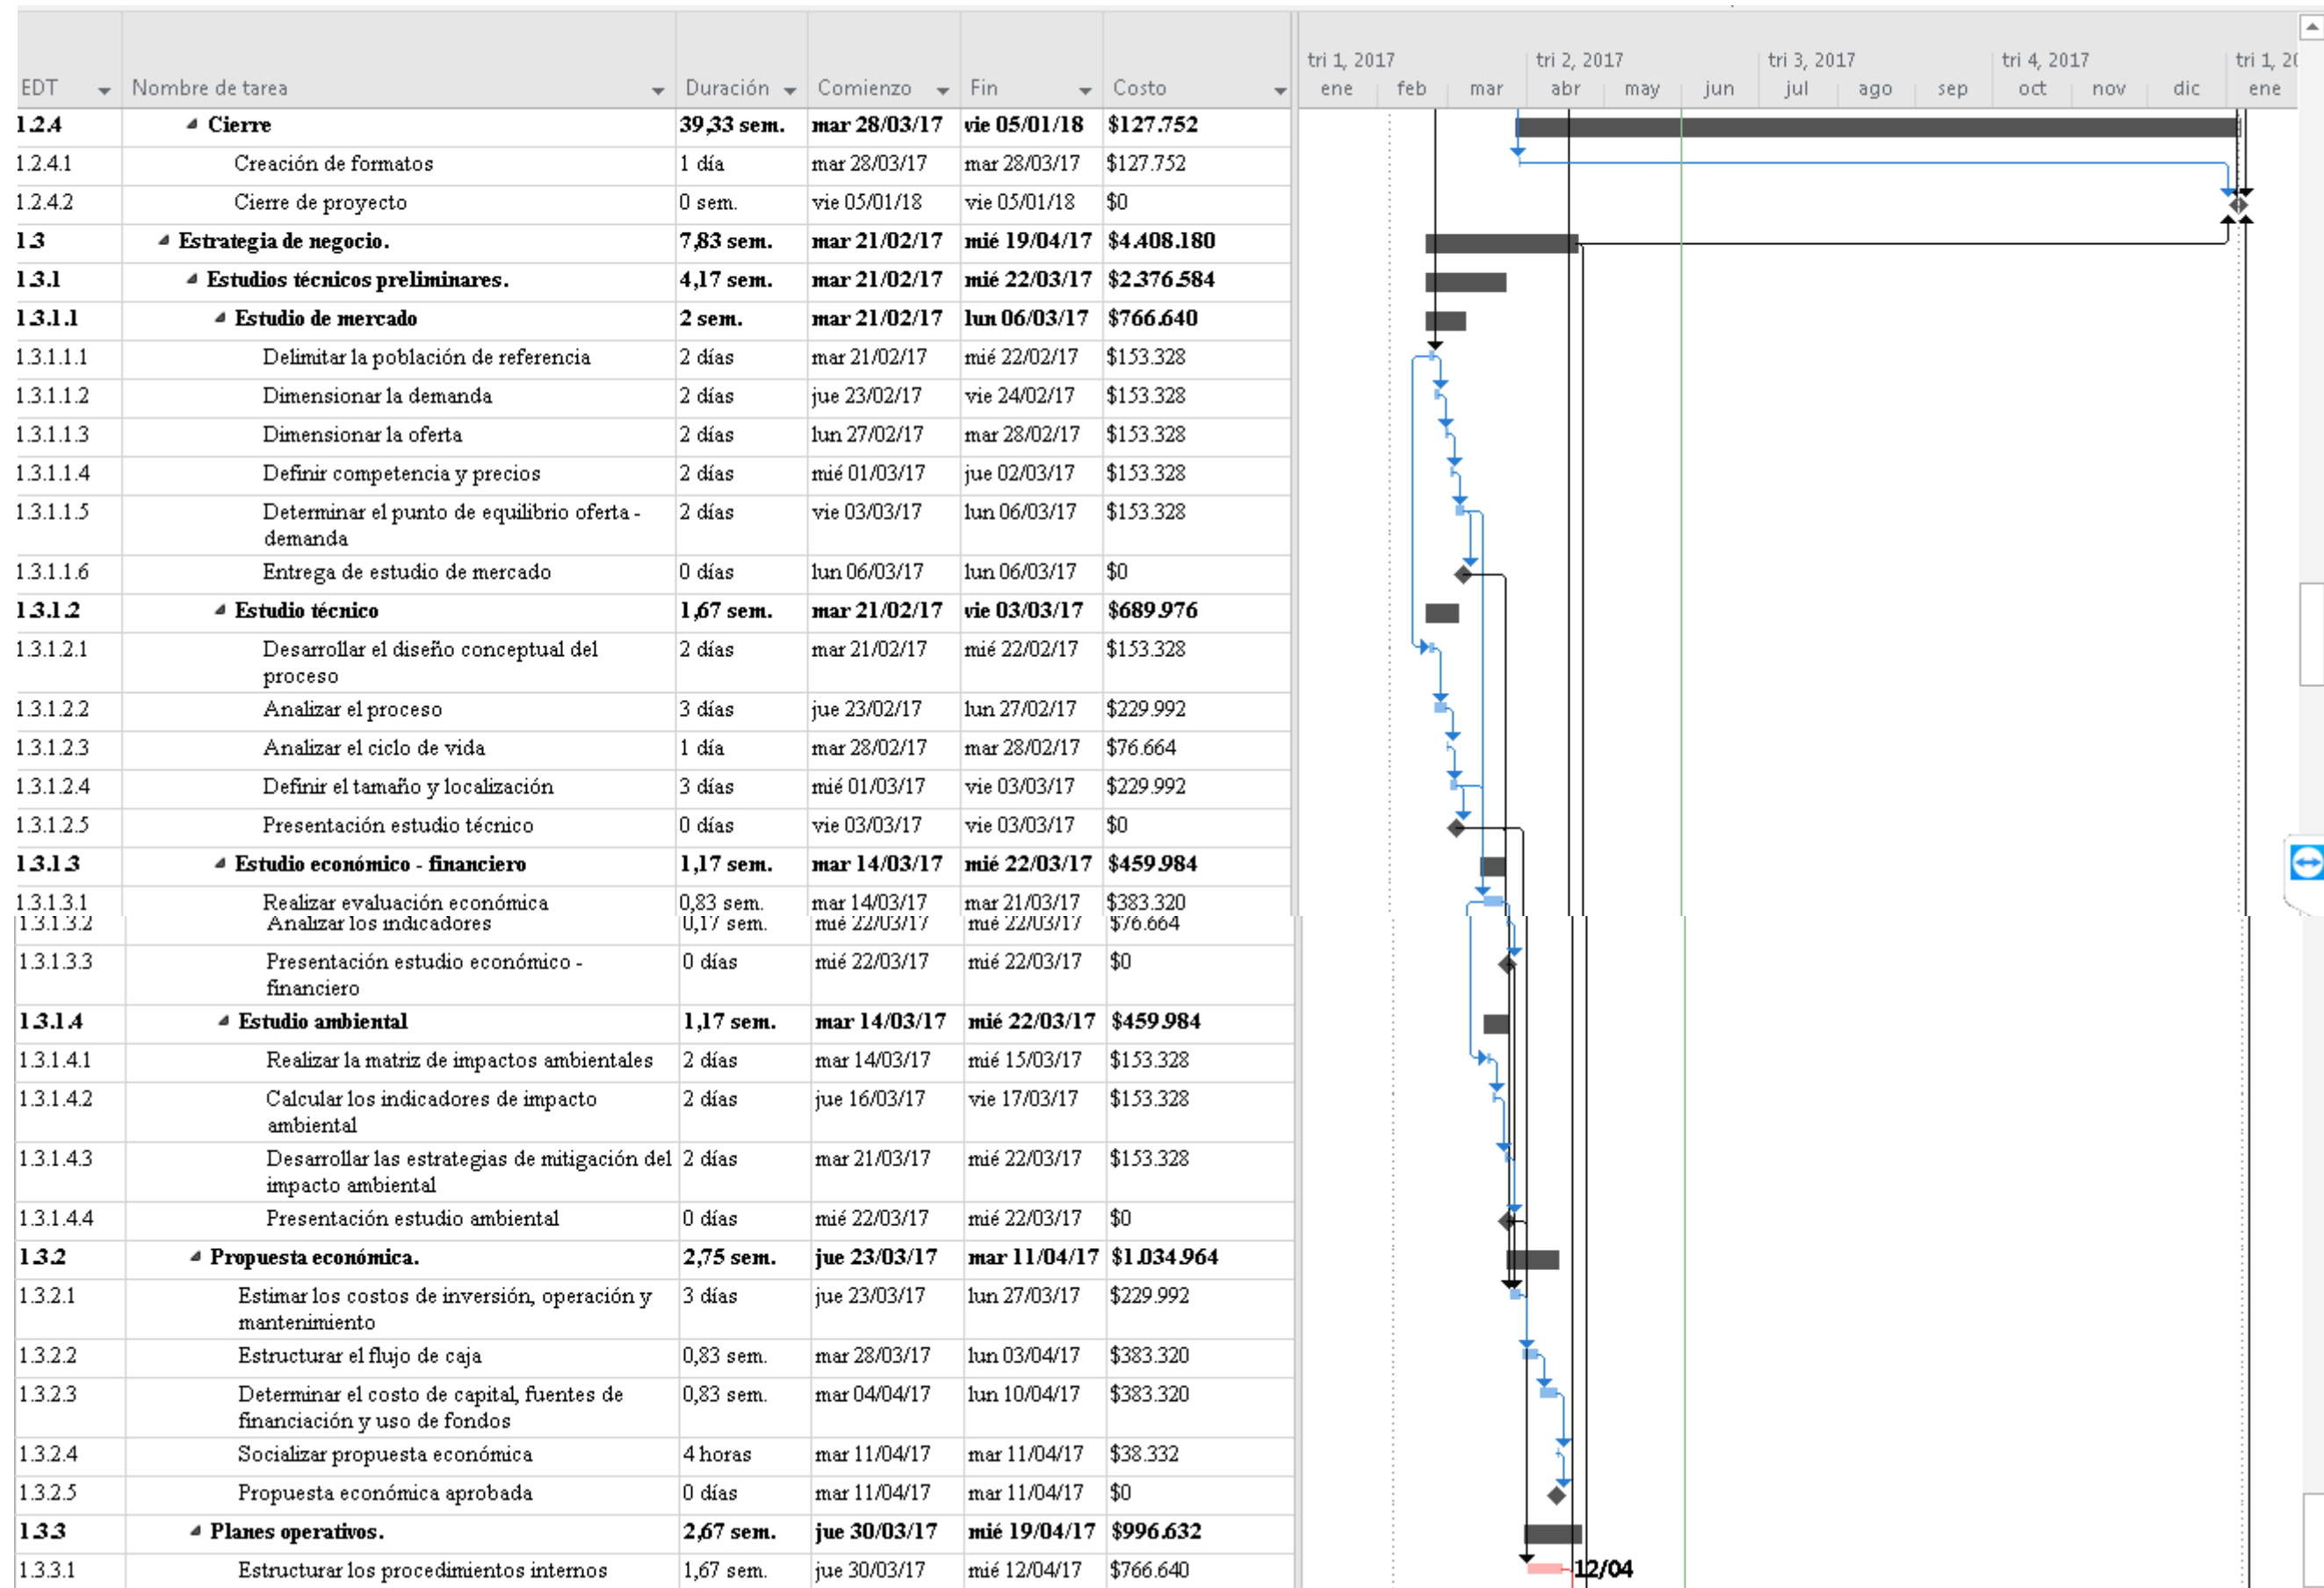 tri 1, 2017 tri 2, 2017 tri 3, 2017 tri 4, 2017 tri 1, 20
EDT Nombre de tarea Duración Comienzo Fin Costo ene feb mar abr may jun jul ago sep oct nov dic ene
1.2.4 Cierre 39,33 sem. mar 28/03/17 vie 05/01/18 $127.752
1.2.4.1 Creación de formatos 1 día mar 28/03/17 mar 28/03/17 $127.752
1.2.4.2 Cierre de proyecto 0 sem. vie 05/01/18 vie 05/01/18 $0
1.3 Estrategia de negocio. 7,83 sem. mar 21/02/17 mié 19/04/17 $4.408.180
1.3.1 Estudios técnicos preliminares. 4,17 sem. mar 21/02/17 mié 22/03/17 $2.376.584
1.3.1.1 Estudio de mercado 2 sem. mar 21/02/17 lun 06/03/17 $766.640
1.3.1.1.1 Delimitar la población de referencia 2 días mar 21/02/17 mié 22/02/17 $153.328
1.3.1.1.2 Dimensionar la demanda 2 días jue 23/02/17 vie 24/02/17 $153.328
1.3.1.1.3 Dimensionar la oferta 2 días lun 27/02/17 mar 28/02/17 $153.328
1.3.1.1.4 Definir competencia y precios 2 días mié 01/03/17 jue 02/03/17 $153.328
1.3.1.1.5 Determinar el punto de equilibrio oferta - 2 días vie 03/03/17 lun 06/03/17 $153.328
demanda
1.3.1.1.6 Entrega de estudio de mercado 0 días lun 06/03/17 lun 06/03/17 $0
1.3.1.2 Estudio técnico 1,67 sem. mar 21/02/17 vie 03/03/17 $689.976
1.3.1.2.1 Desarrollar el diseño conceptual del 2 días mar 21/02/17 mié 22/02/17 $153.328
proceso
1.3.1.2.2 Analizar el proceso 3 días jue 23/02/17 lun 27/02/17 $229.992
1.3.1.2.3 Analizar el ciclo de vida 1 día mar 28/02/17 mar 28/02/17 $76.664
1.3.1.2.4 Definir el tamaño y localización 3 días mié 01/03/17 vie 03/03/17 $229.992
1.3.1.2.5 Presentación estudio técnico 0 días vie 03/03/17 vie 03/03/17 $0
1.3.1.3 Estudio económico - financiero 1,17 sem. mar 14/03/17 mié 22/03/17 $459.984
1.3.1.3.1 Realizar evaluación económica 0,83 sem. mar 14/03/17 mar 21/03/17 $383.320
1.3.1.3.2 Analizar los indicadores 0,17 sem. mié 22/03/17 mié 22/03/17 $76.664
1.3.1.3.3 Presentación estudio económico - 0 días mié 22/03/17 mié 22/03/17 $0
financiero
1.3.1.4 Estudio ambiental 1,17 sem. mar 14/03/17 mié 22/03/17 $459.984
1.3.1.4.1 Realizar la matriz de impactos ambientales 2 días mar 14/03/17 mié 15/03/17 $153.328
1.3.1.4.2 Calcular los indicadores de impacto 2 días jue 16/03/17 vie 17/03/17 $153.328
ambiental
1.3.1.4.3 Desarrollar las estrategias de mitigación del 2 días mar 21/03/17 mié 22/03/17 $153.328
impacto ambiental
1.3.1.4.4 Presentación estudio ambiental 0 días mié 22/03/17 mié 22/03/17 $0
1.3.2 Propuesta económica. 2,75 sem. jue 23/03/17 mar 11/04/17 $1.034.964
1.3.2.1 Estimar los costos de inversión, operación y 3 días jue 23/03/17 lun 27/03/17 $229.992
mantenimiento
1.3.2.2 Estructurar el flujo de caja 0,83 sem. mar 28/03/17 lun 03/04/17 $383.320
1.3.2.3 Determinar el costo de capital, fuentes de 0,83 sem. mar 04/04/17 lun 10/04/17 $383.320
financiación y uso de fondos
1.3.2.4 Socializar propuesta económica 4 horas mar 11/04/17 mar 11/04/17 $38.332
1.3.2.5 Propuesta económica aprobada 0 días mar 11/04/17 mar 11/04/17 $0
1.3.3 Planes operativos. 2,67 sem. jue 30/03/17 mié 19/04/17 $996.632
1.3.3.1 Estructurar los procedimientos internos 1,67 sem. jue 30/03/17 mié 12/04/17 $766.640 12/04